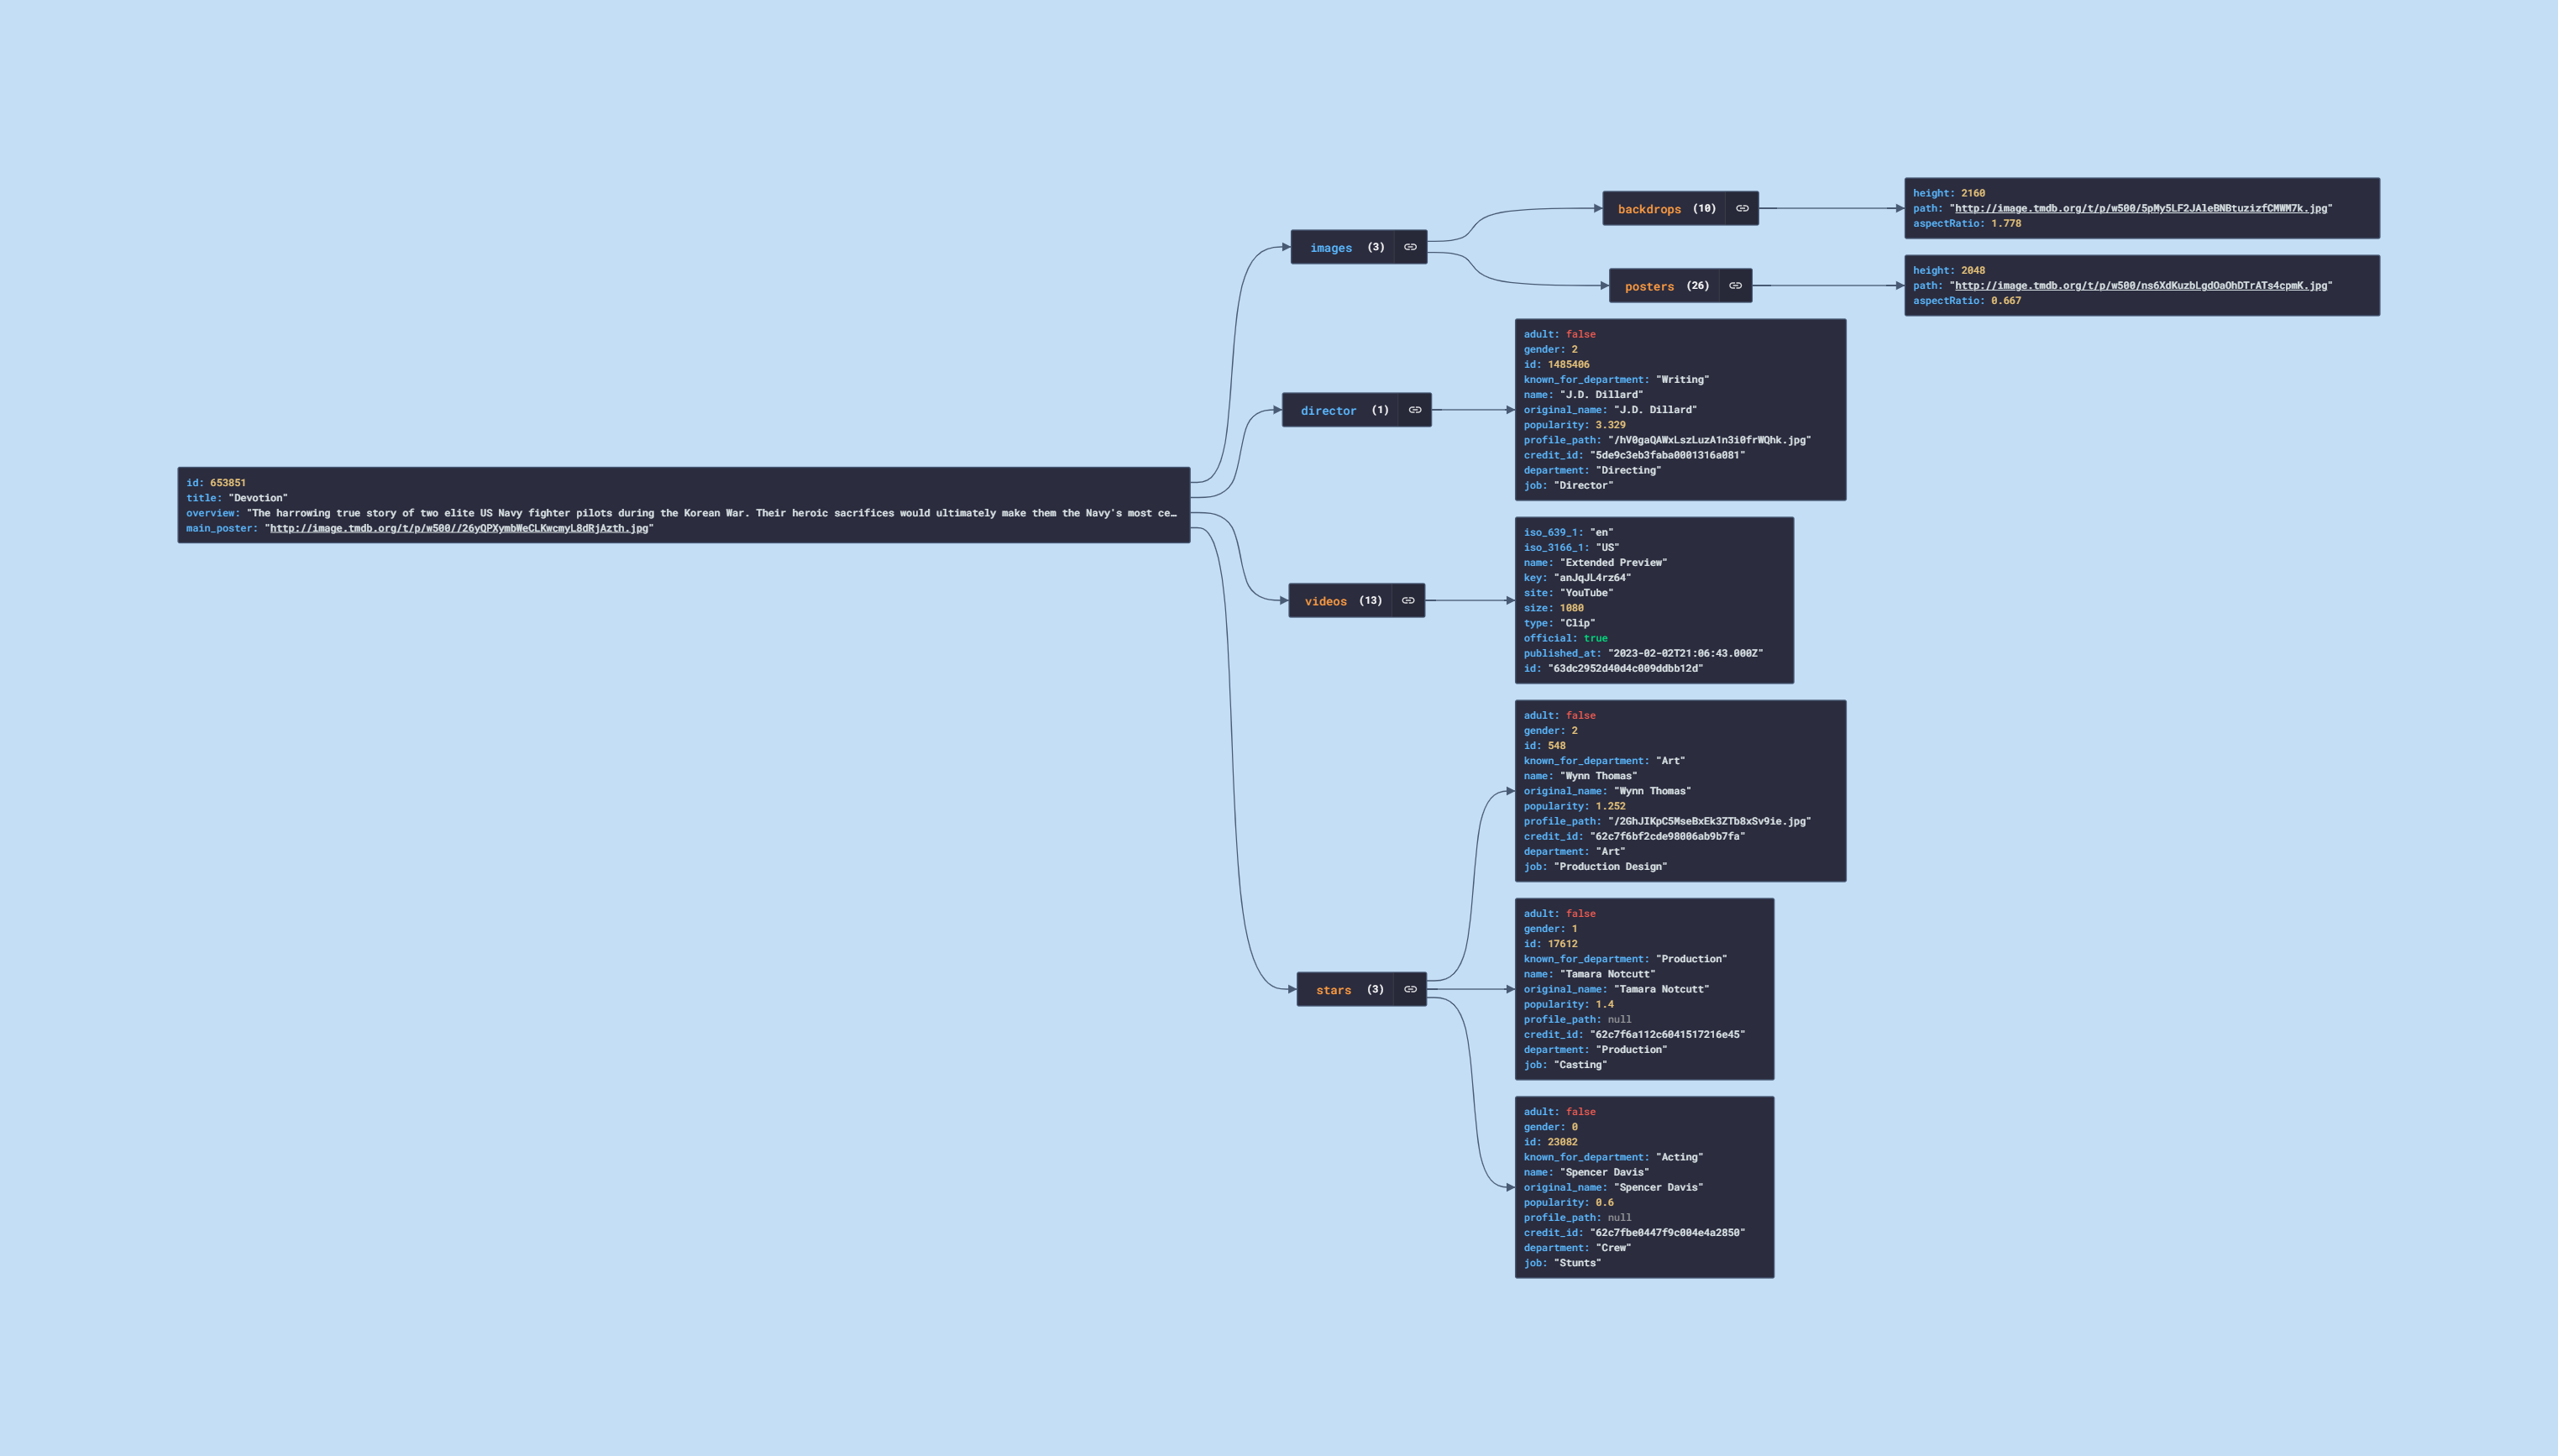 id: 653851
title: "Devotion"
overview: "The harrowing true story of two elite US Navy fighter pilots during the Korean War. Their heroic sacrifices would ultimately make them the Navy's most ce…
main_poster: "http://image.tmdb.org/t/p/w500//26yQPXymbWeCLKwcmyL8dRjAzth.jpg"
images (3)
backdrops (10)
height: 2160
path: "http://image.tmdb.org/t/p/w500/5pMy5LF2JAleBNBtuzizfCMWM7k.jpg"
aspectRatio: 1.778
posters (26)
height: 2048
path: "http://image.tmdb.org/t/p/w500/ns6XdKuzbLgdOaOhDTrATs4cpmK.jpg"
aspectRatio: 0.667
director (1)
adult: false
gender: 2
id: 1485406
known_for_department: "Writing"
name: "J.D. Dillard"
original_name: "J.D. Dillard"
popularity: 3.329
profile_path: "/hV0gaQAWxLszLuzA1n3i0frWQhk.jpg"
credit_id: "5de9c3eb3faba0001316a081"
department: "Directing"
job: "Director"
videos (13)
iso_639_1: "en"
iso_3166_1: "US"
name: "Extended Preview"
key: "anJqJL4rz64"
site: "YouTube"
size: 1080
type: "Clip"
official: true
published_at: "2023-02-02T21:06:43.000Z"
id: "63dc2952d40d4c009ddbb12d"
stars (3)
adult: false
gender: 2
id: 548
known_for_department: "Art"
name: "Wynn Thomas"
original_name: "Wynn Thomas"
popularity: 1.252
profile_path: "/2GhJIKpC5MseBxEk3ZTb8xSv9ie.jpg"
credit_id: "62c7f6bf2cde98006ab9b7fa"
department: "Art"
job: "Production Design"
adult: false
gender: 1
id: 17612
known_for_department: "Production"
name: "Tamara Notcutt"
original_name: "Tamara Notcutt"
popularity: 1.4
profile_path: null
credit_id: "62c7f6a112c6041517216e45"
department: "Production"
job: "Casting"
adult: false
gender: 0
id: 23082
known_for_department: "Acting"
name: "Spencer Davis"
original_name: "Spencer Davis"
popularity: 0.6
profile_path: null
credit_id: "62c7fbe0447f9c004e4a2850"
department: "Crew"
job: "Stunts"